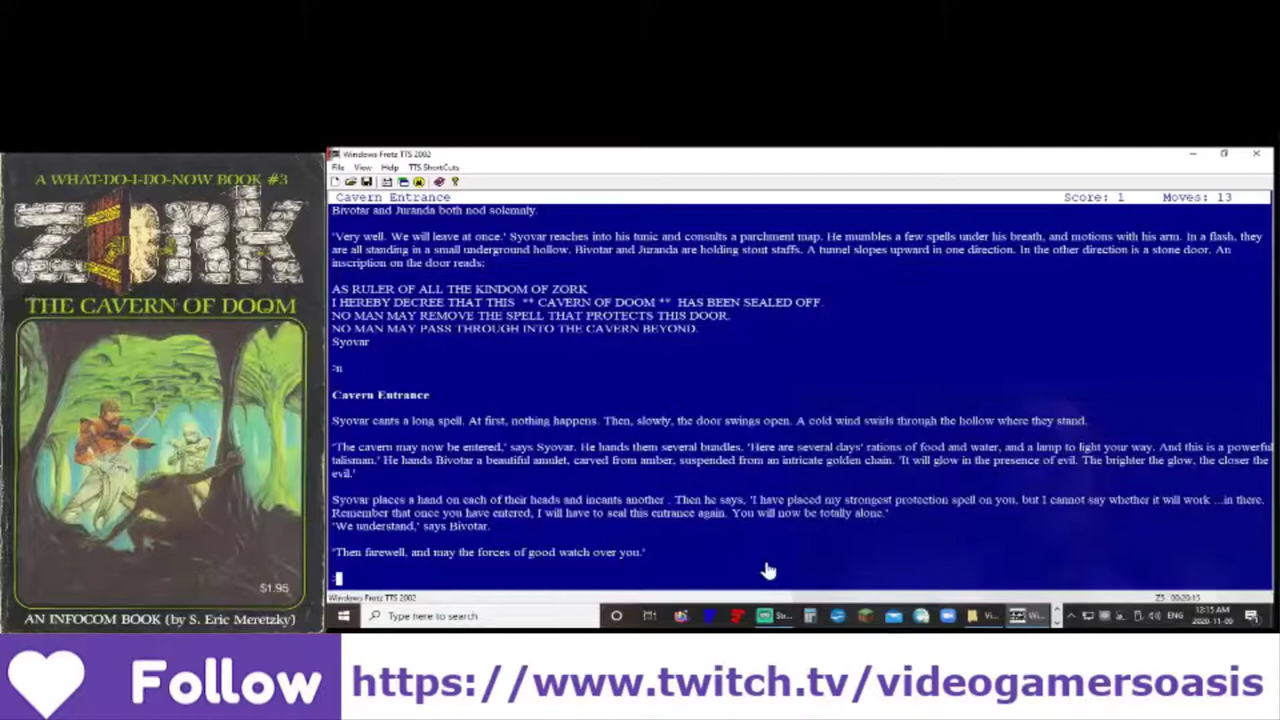 A WHAT-DO-I-DO-NOW BOOK #3
ZORK
THE CAVERN OF DOOM
$1.95
AN INFOCOM BOOK (by S. Eric Meretzky)
Windows Frotz TTS 2002
File View Help TTS ShortCuts
Cavern Entrance Score: 1 Moves: 13
Bivotar and Juranda both nod solemnly.
'Very well. We will leave at once.' Syovar reaches into his tunic and consults a parchment map. He mumbles a few spells under his breath, and motions with his arm. In a flash, they
are all standing in a small underground hollow. Bivotar and Juranda are holding stout staffs. A tunnel slopes upward in one direction. In the other direction is a stone door. An
inscription on the door reads:
AS RULER OF ALL THE KINDOM OF ZORK
I HEREBY DECREE THAT THIS ** CAVERN OF DOOM ** HAS BEEN SEALED OFF.
NO MAN MAY REMOVE THE SPELL THAT PROTECTS THIS DOOR.
NO MAN MAY PASS THROUGH INTO THE CAVERN BEYOND.
Syovar
>n
Cavern Entrance
Syovar cants a long spell. At first, nothing happens. Then, slowly, the door swings open. A cold wind swirls through the hollow where they stand.
'The cavern may now be entered,' says Syovar. He hands them several bundles. 'Here are several days' rations of food and water, and a lamp to light your way. And this is a powerful
talisman.' He hands Bivotar a beautiful amulet, carved from amber, suspended from an intricate golden chain. 'It will glow in the presence of evil. The brighter the glow, the closer the
evil.'
Syovar places a hand on each of their heads and incants another . Then he says, 'I have placed my strongest protection spell on you, but I cannot say whether it will work ...in there.
Remember that once you have entered, I will have to seal this entrance again. You will now be totally alone.'
'We understand,' says Bivotar.
'Then farewell, and may the forces of good watch over you.'
>
Windows Frotz TTS 2002
Type here to search
Str...
Vi...
Wi...
ENG
12:15 AM
2020-11-09
Follow
https://www.twitch.tv/videogamersoasis